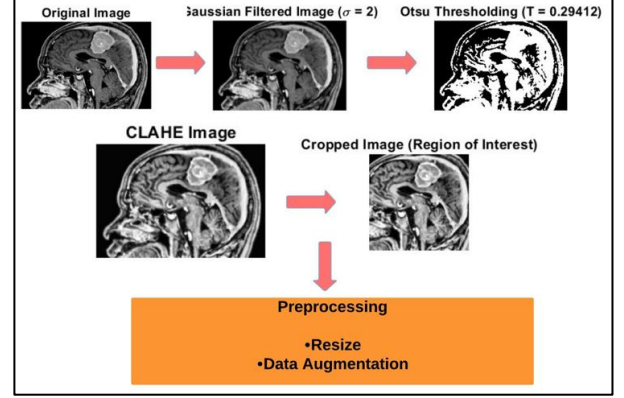 Original Image
Gaussian Filtered Image (σ = 2)
Otsu Thresholding (T = 0.29412)
CLAHE Image
Cropped Image (Region of Interest)
Preprocessing
•Resize
•Data Augmentation